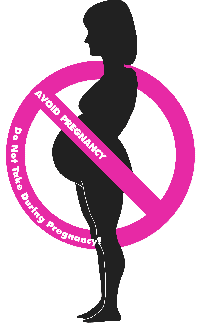 AVOID PREGNANCY
Do Not Take During Pregnancy!